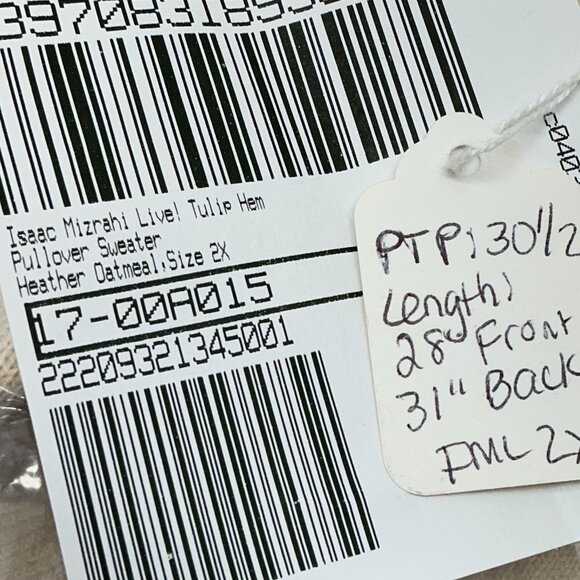 Isaac Mizrahi Live! Tulip Hem
Pullover Sweater
Heather Oatmeal,Size 2X
17-00A015
22209321345001
PTP: 30 1/2
Length:
28" Front
31" Back
2X
c040